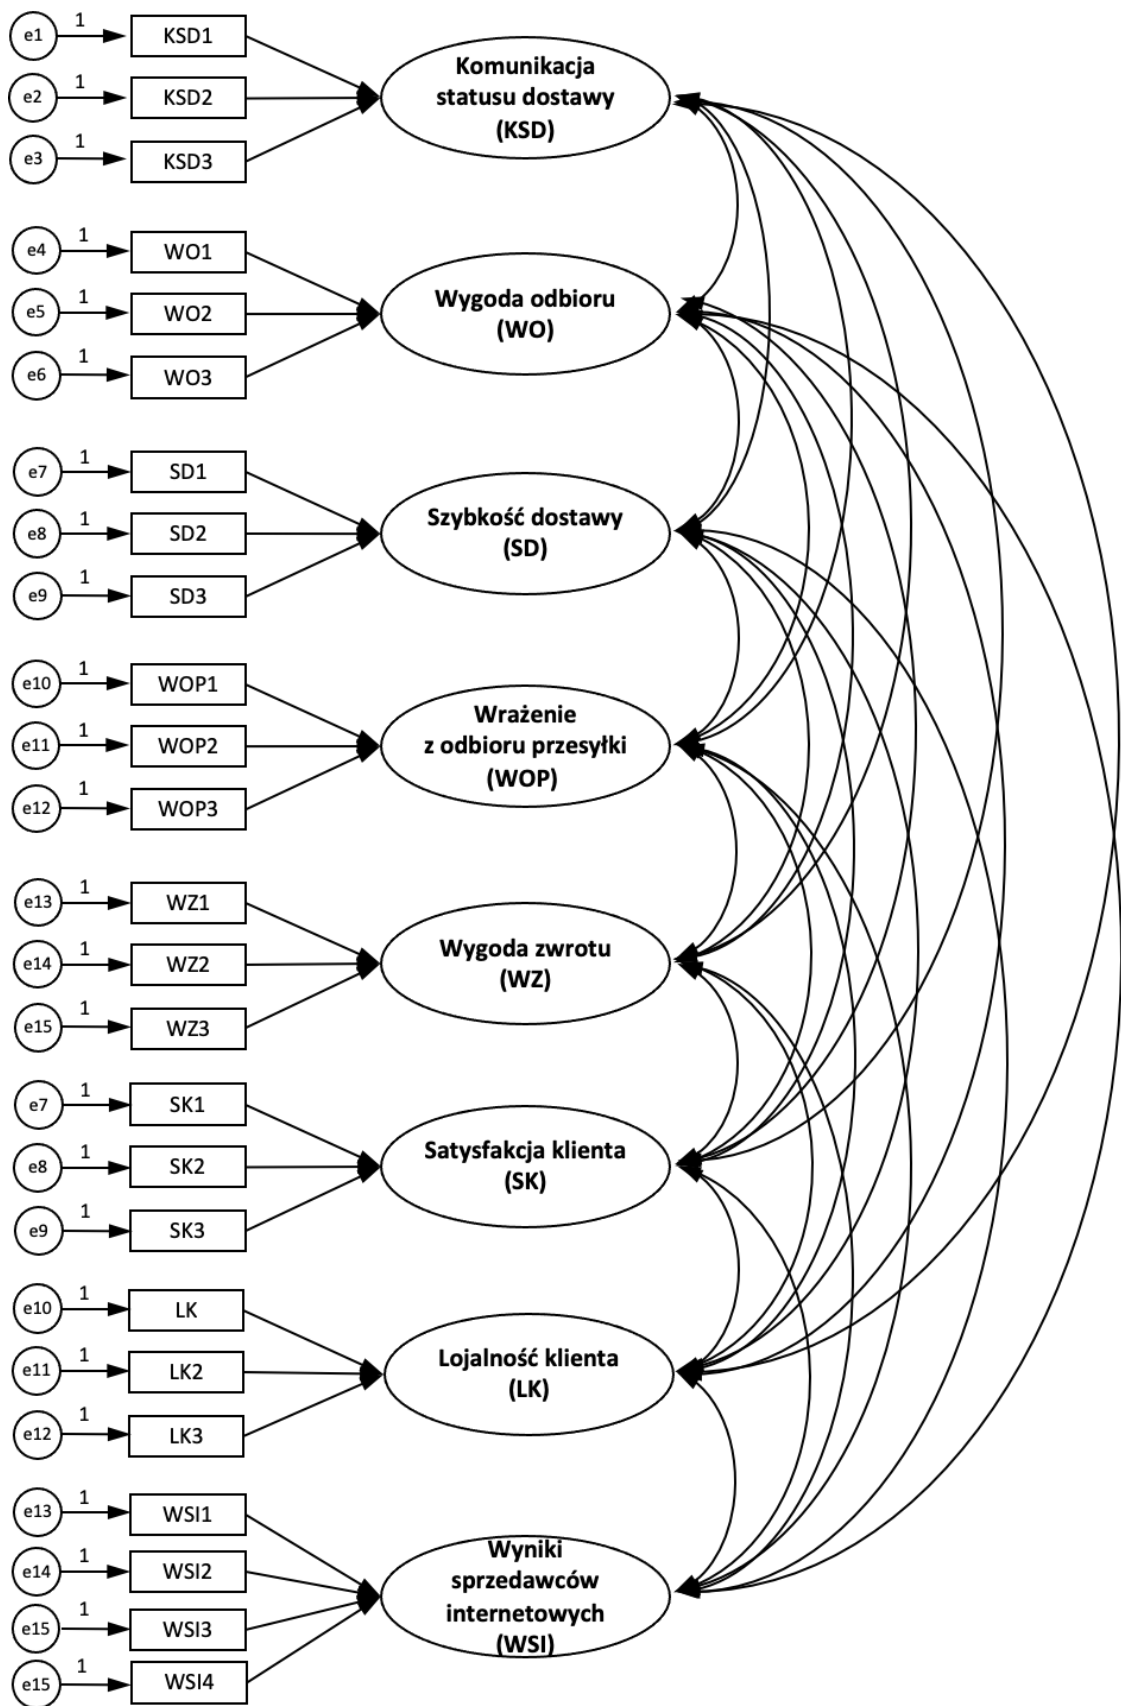 e1 1 KSD1
e2 1 KSD2
e3 1 KSD3
Komunikacja
statusu dostawy
(KSD)
e4 1 WO1
e5 1 WO2
e6 1 WO3
Wygoda odbioru
(WO)
e7 1 SD1
e8 1 SD2
e9 1 SD3
Szybkość dostawy
(SD)
e10 1 WOP1
e11 1 WOP2
e12 1 WOP3
Wrażenie
z odbioru przesyłki
(WOP)
e13 1 WZ1
e14 1 WZ2
e15 1 WZ3
Wygoda zwrotu
(WZ)
e7 1 SK1
e8 1 SK2
e9 1 SK3
Satysfakcja klienta
(SK)
e10 1 LK
e11 1 LK2
e12 1 LK3
Lojalność klienta
(LK)
e13 1 WSI1
e14 1 WSI2
e15 1 WSI3
e15 1 WSI4
Wyniki
sprzedawców
internetowych
(WSI)